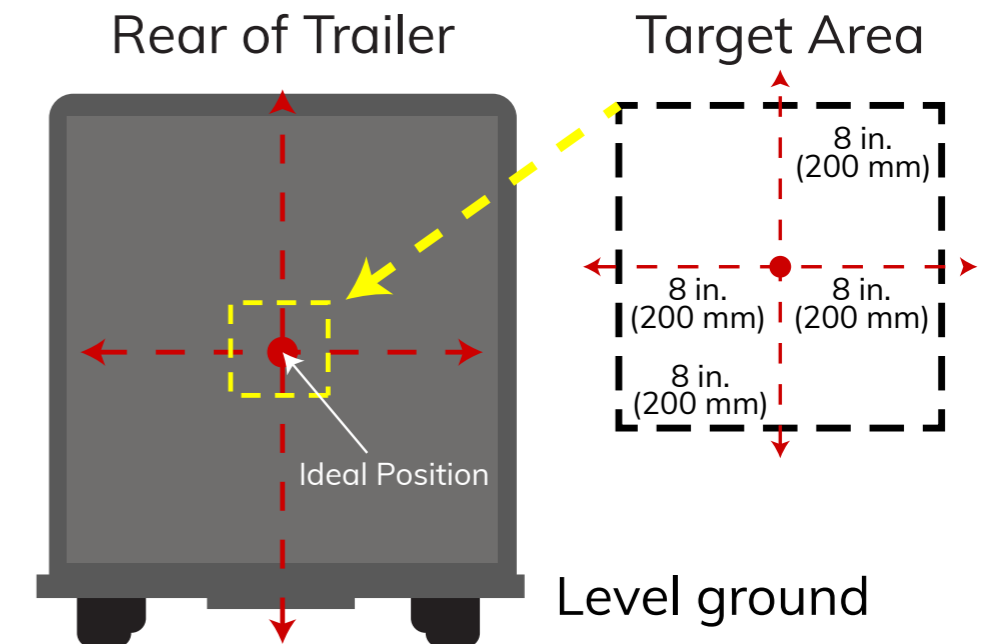 Rear of Trailer
Target Area
8 in.
(200 mm)
8 in.
(200 mm)
8 in.
(200 mm)
8 in.
(200 mm)
Ideal Position
Level ground